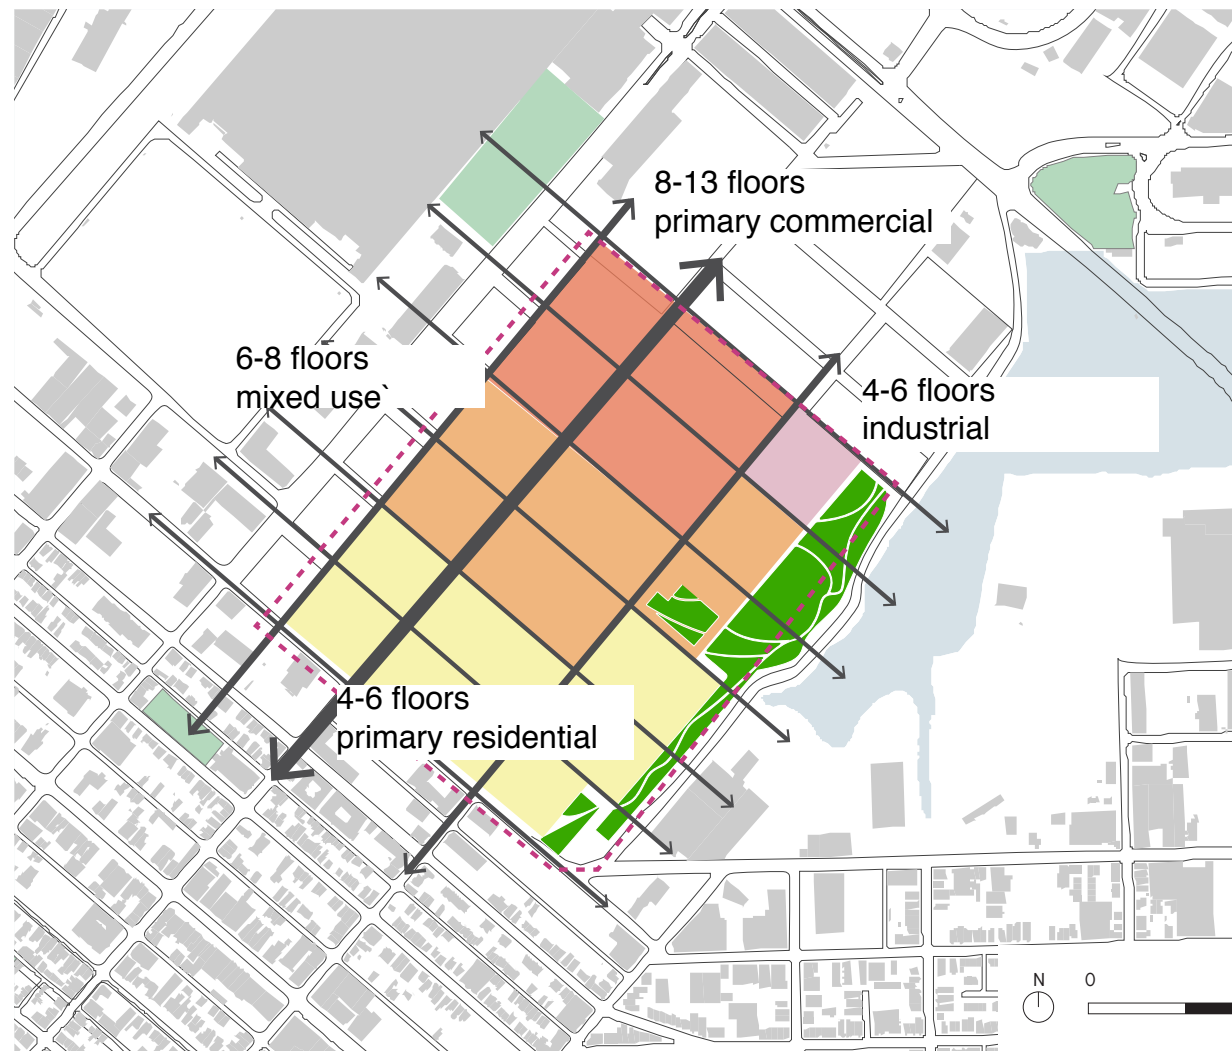 8-13 floors
primary commercial
6-8 floors
mixed use`
4-6 floors
industrial
4-6 floors
primary residential
N
0